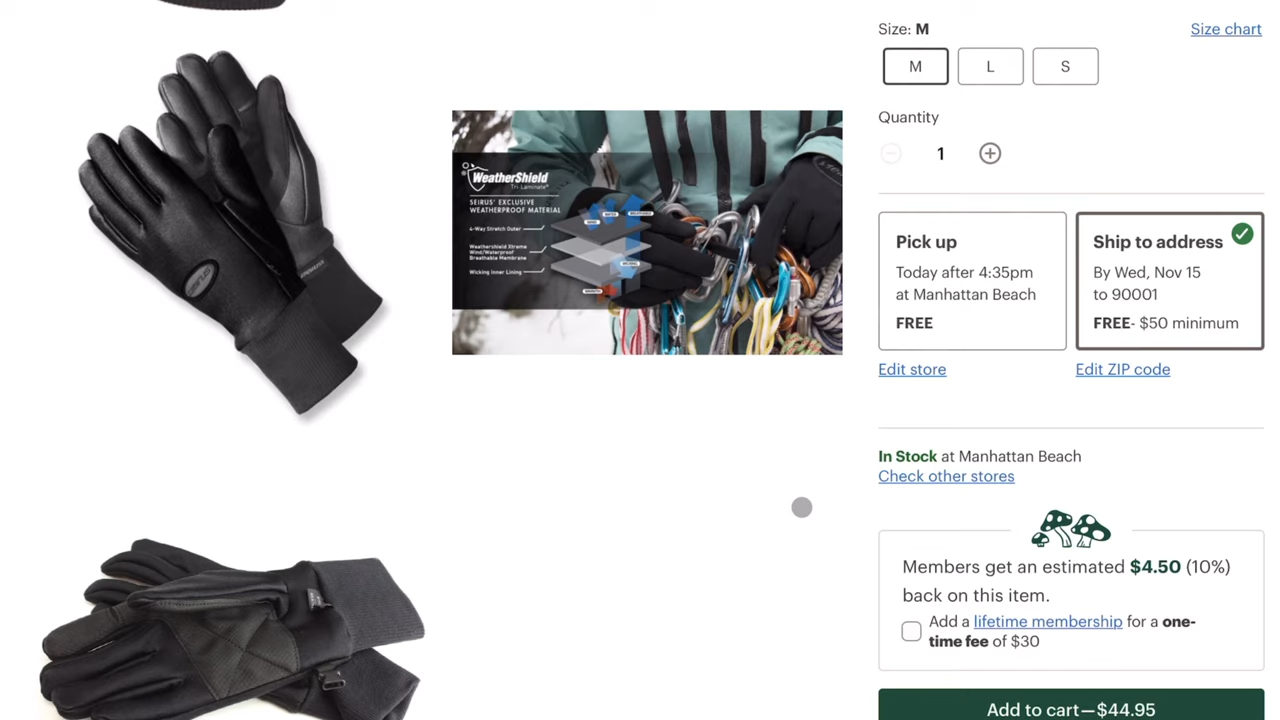 Size: M
Size chart
M
L
S
Quantity
1
WeatherShield
Tri-Laminate
SEIRUS' EXCLUSIVE
WEATHERPROOF MATERIAL
4-Way Stretch Outer
Weathershield Xtreme
Wind/Waterproof
Breathable Membrane
Wicking Inner Lining
Pick up
Today after 4:35pm
at Manhattan Beach
FREE
Ship to address
By Wed, Nov 15
to 90001
FREE- $50 minimum
Edit store
Edit ZIP code
In Stock at Manhattan Beach
Check other stores
Members get an estimated $4.50 (10%)
back on this item.
Add a lifetime membership for a one-
time fee of $30
Add to cart—$44.95